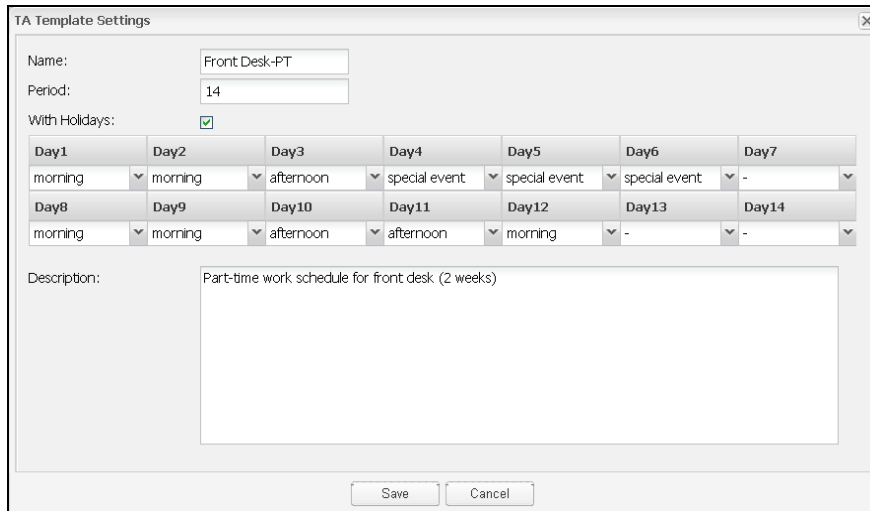 TA Template Settings
Name: Front Desk-PT
Period: 14
With Holidays:
Day1 Day2 Day3 Day4 Day5 Day6 Day7
morning morning afternoon special event special event special event -
Day8 Day9 Day10 Day11 Day12 Day13 Day14
morning morning afternoon afternoon morning - -
Description: Part-time work schedule for front desk (2 weeks)
Save Cancel